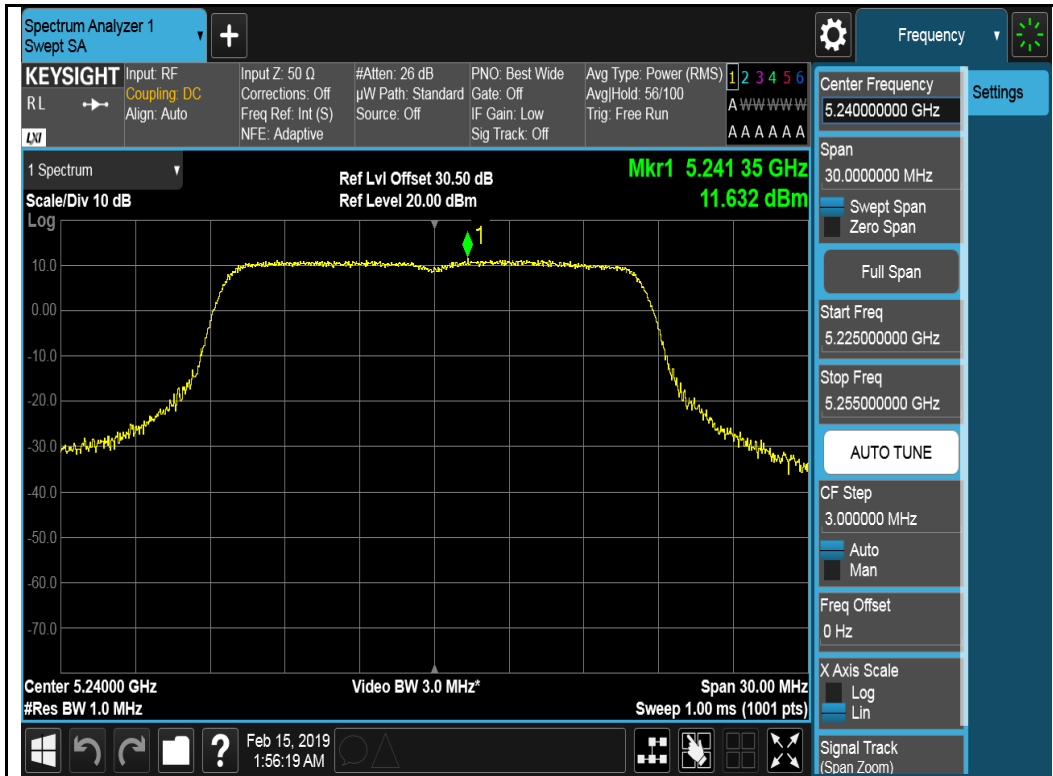 Spectrum Analyzer 1
Swept SA
+
Frequency
KEYSIGHT
R L
LXI
Input: RF
Coupling: DC
Align: Auto
Input Z: 50 Ω
Corrections: Off
Freq Ref: Int (S)
NFE: Adaptive
#Atten: 26 dB
µW Path: Standard
Source: Off
PNO: Best Wide
Gate: Off
IF Gain: Low
Sig Track: Off
Avg Type: Power (RMS)
Avg|Hold: 56/100
Trig: Free Run
1 2 3 4 5 6
A W W W W W
A A A A A A
1 Spectrum
Scale/Div 10 dB
Log
Ref Lvl Offset 30.50 dB
Ref Level 20.00 dBm
Mkr1 5.241 35 GHz
11.632 dBm
1
10.0
0.00
-10.0
-20.0
-30.0
-40.0
-50.0
-60.0
-70.0
Center 5.24000 GHz
#Res BW 1.0 MHz
Video BW 3.0 MHz*
Span 30.00 MHz
Sweep 1.00 ms (1001 pts)
Center Frequency
5.240000000 GHz
Settings
Span
30.0000000 MHz
Swept Span
Zero Span
Full Span
Start Freq
5.225000000 GHz
Stop Freq
5.255000000 GHz
AUTO TUNE
CF Step
3.000000 MHz
Auto
Man
Freq Offset
0 Hz
X Axis Scale
Log
Lin
Signal Track
(Span Zoom)
?
Feb 15, 2019
1:56:19 AM